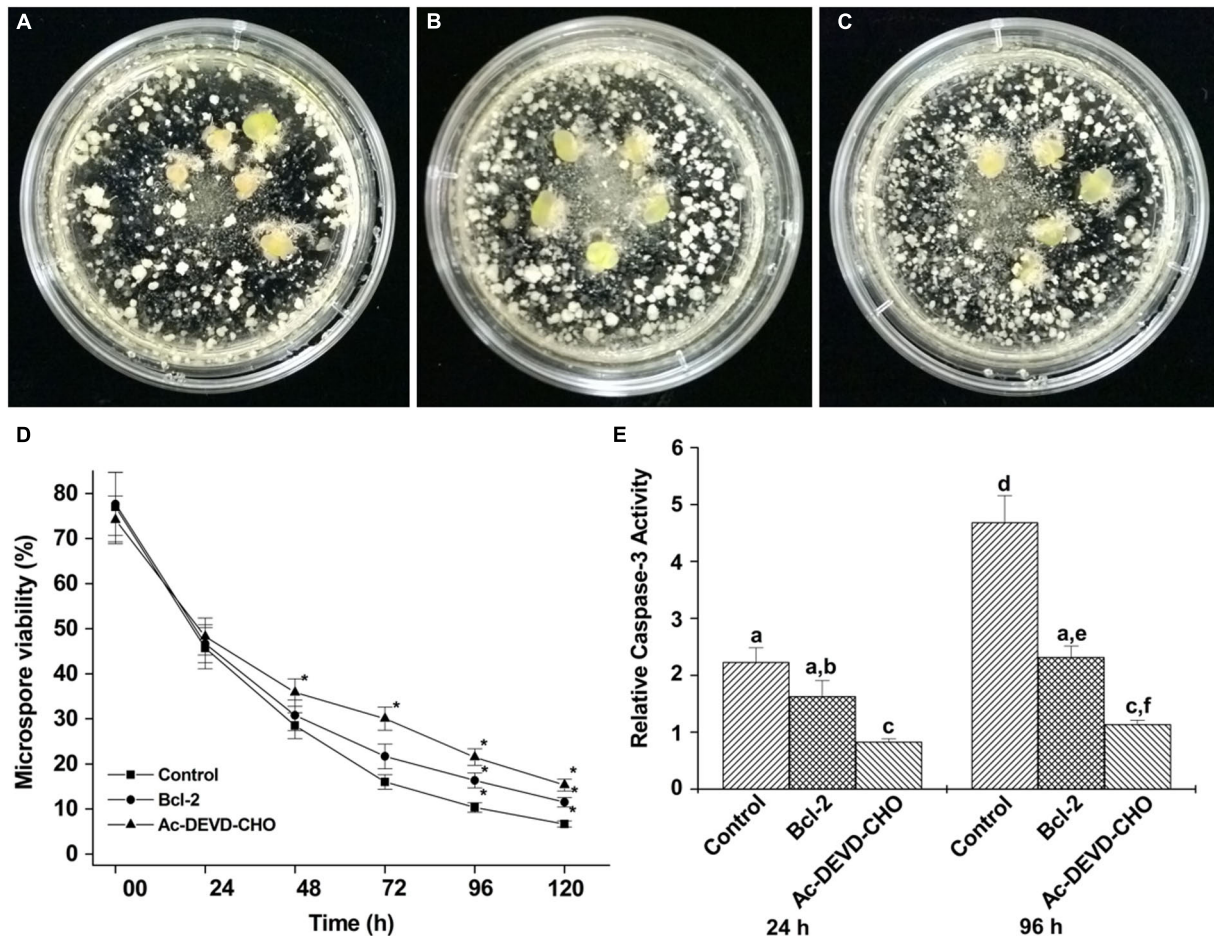 A
B
C
D
E
Microspore viability (%)
80
70
60
50
40
30
20
10
0
*
*
*
*
*
*
*
*
Control
Bcl-2
Ac-DEVD-CHO
00 24 48 72 96 120
Time (h)
Relative Caspase-3 Activity
6
5
4
3
2
1
0
a
a,b
c
d
a,e
c,f
Control Bcl-2 Ac-DEVD-CHO Control Bcl-2 Ac-DEVD-CHO
24 h 96 h